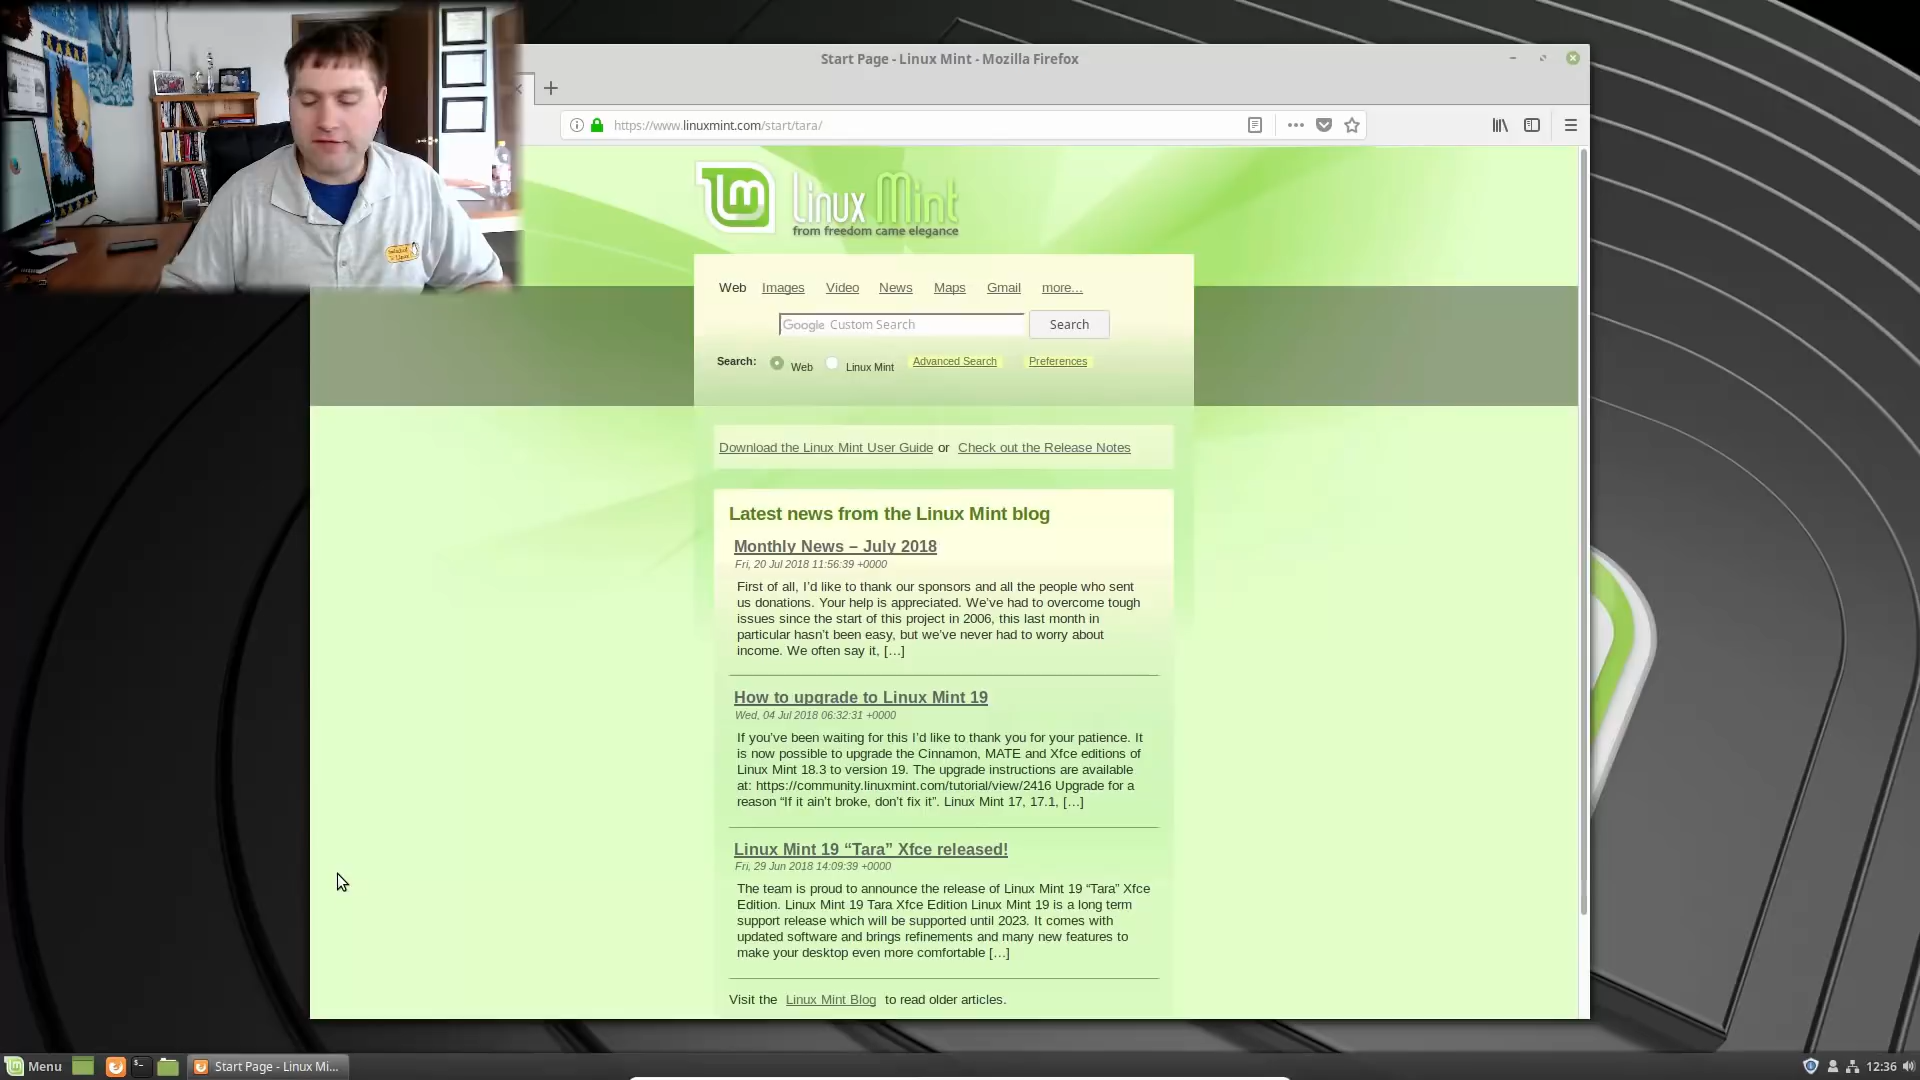 Start Page - Linux Mint - Mozilla Firefox
https://www.linuxmint.com/start/tara/
Linux Mint
from freedom came elegance
Web Images Video News Maps Gmail more...
Google Custom Search Search
Search: Web Linux Mint Advanced Search Preferences
Download the Linux Mint User Guide or Check out the Release Notes
Latest news from the Linux Mint blog
Monthly News – July 2018
Fri, 20 Jul 2018 11:56:39 +0000
First of all, I’d like to thank our sponsors and all the people who sent
us donations. Your help is appreciated. We’ve had to overcome tough
issues since the start of this project in 2006, this last month in
particular hasn’t been easy, but we’ve never had to worry about
income. We often say it, […]
How to upgrade to Linux Mint 19
Wed, 04 Jul 2018 06:32:31 +0000
If you’ve been waiting for this I’d like to thank you for your patience. It
is now possible to upgrade the Cinnamon, MATE and Xfce editions of
Linux Mint 18.3 to version 19. The upgrade instructions are available
at: https://community.linuxmint.com/tutorial/view/2416 Upgrade for a
reason “If it ain’t broke, don’t fix it”. Linux Mint 17, 17.1, […]
Linux Mint 19 “Tara” Xfce released!
Fri, 29 Jun 2018 14:09:39 +0000
The team is proud to announce the release of Linux Mint 19 “Tara” Xfce
Edition. Linux Mint 19 Tara Xfce Edition Linux Mint 19 is a long term
support release which will be supported until 2023. It comes with
updated software and brings refinements and many new features to
make your desktop even more comfortable […]
Visit the Linux Mint Blog to read older articles.
Menu Start Page - Linux Mi... 12:36